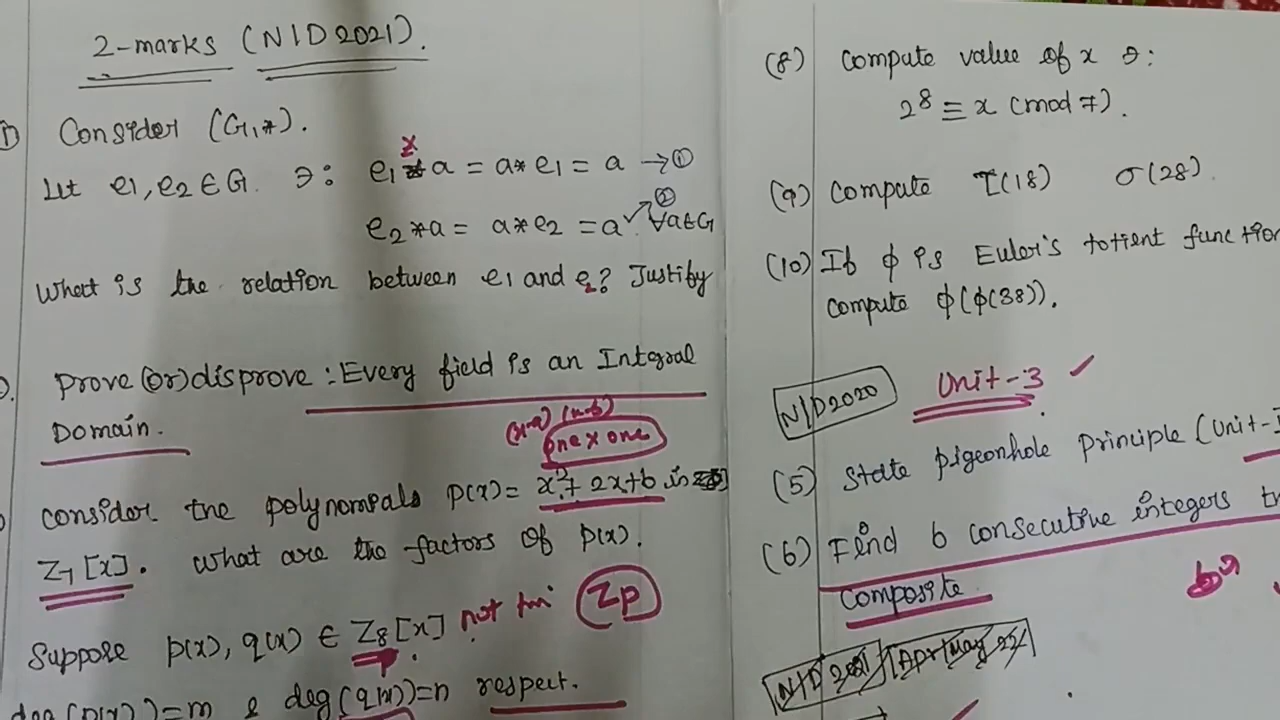 2-marks (N/D 2021).
1) Consider (G,*).
Let e1, e2 ∈ G ∋: e1 * a = a * e1 = a → ①
e2 * a = a * e2 = a ∀a∈G ②
What is the relation between e1 and e2? Justify
Prove (or) disprove : Every field is an Integral
Domain.
(x-a) (x-b)
one x one
consider the polynomials p(x) = x²+ 2x+6 in
Z7 [x]. What are the factors of p(x).
Suppose p(x), q(x) ∈ Z8 [x] not in Zp
deg (p(x)) = m & deg (q(x)) = n respect.
(8) Compute value of x ∋:
2⁸ ≡ x (mod 7).
(9) Compute τ(18) σ(28).
(10) If ϕ is Euler's totient function
compute ϕ(ϕ(38)).
N/D 2020 Unit-3
(5) State pigeonhole principle (Unit-
(6) Find 6 consecutive integers
composite.
N/D 2021 Apr/May 22